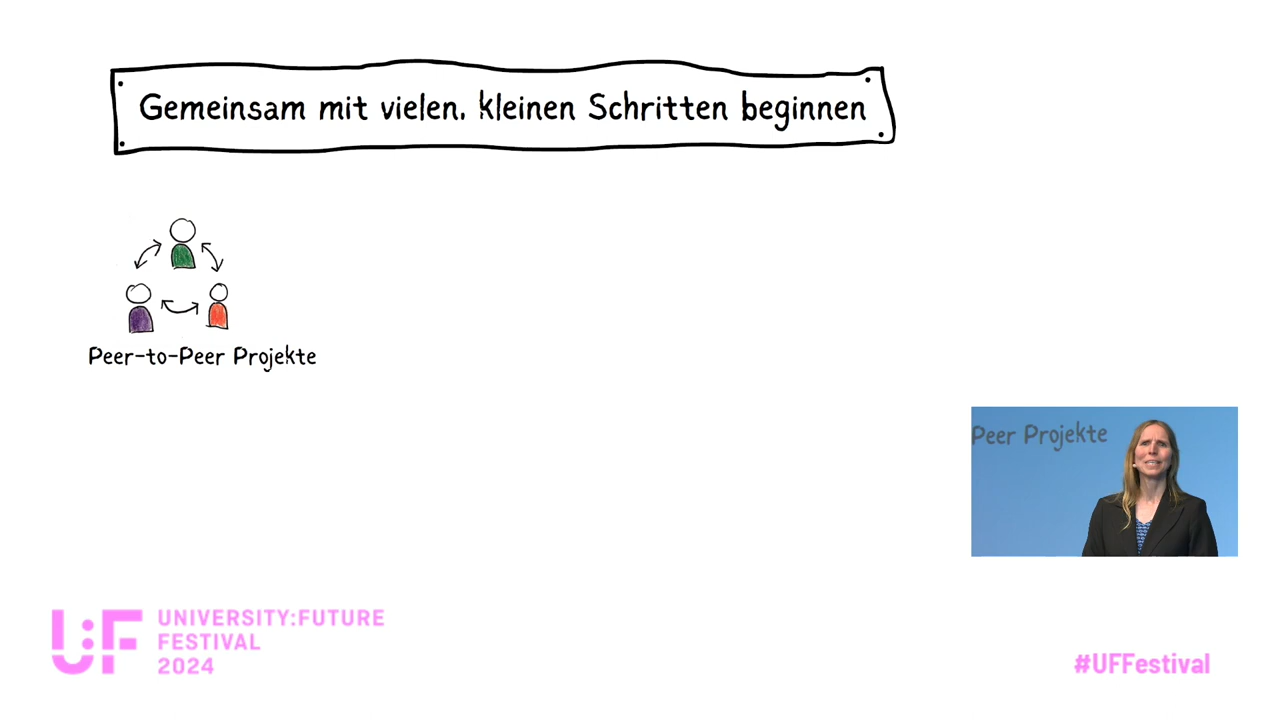 Gemeinsam mit vielen, kleinen Schritten beginnen
Peer-to-Peer Projekte
Peer Projekte
U:F
UNIVERSITY:FUTURE
FESTIVAL
2024
#UFFestival